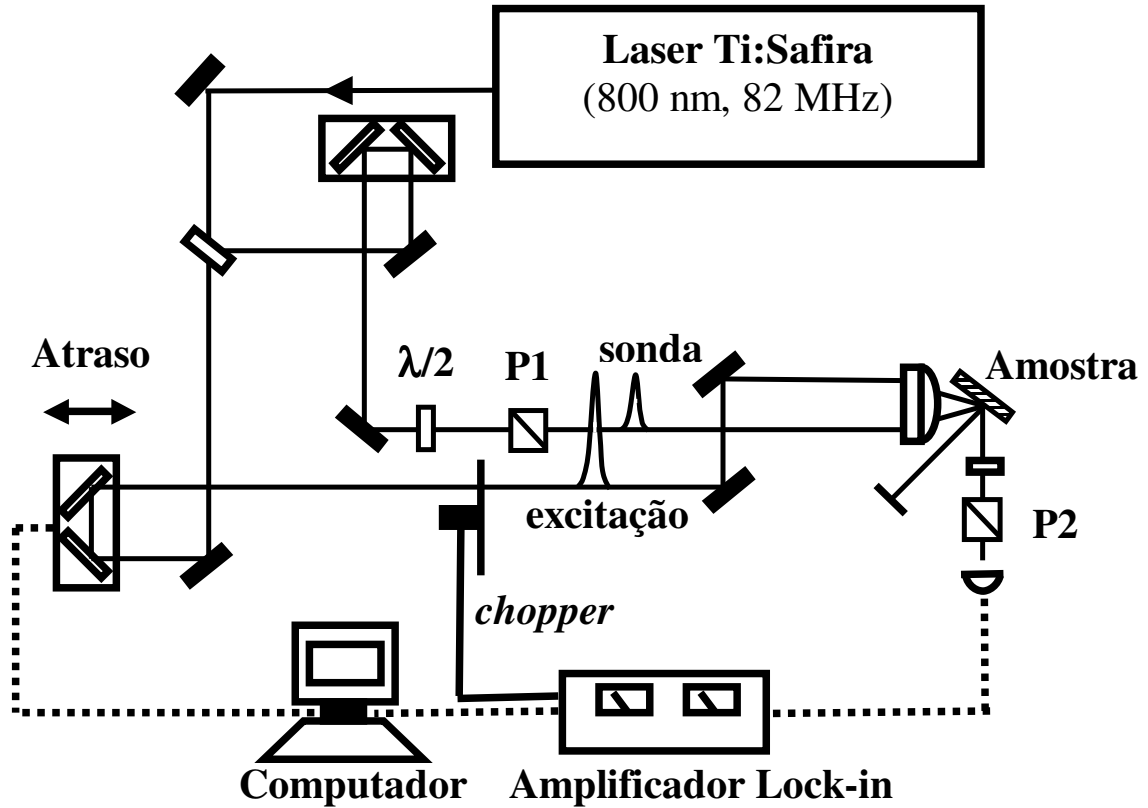 Laser Ti:Safira
(800 nm, 82 MHz)
Atraso
λ/2
P1
sonda
Amostra
excitação
P2
chopper
Computador
Amplificador Lock-in